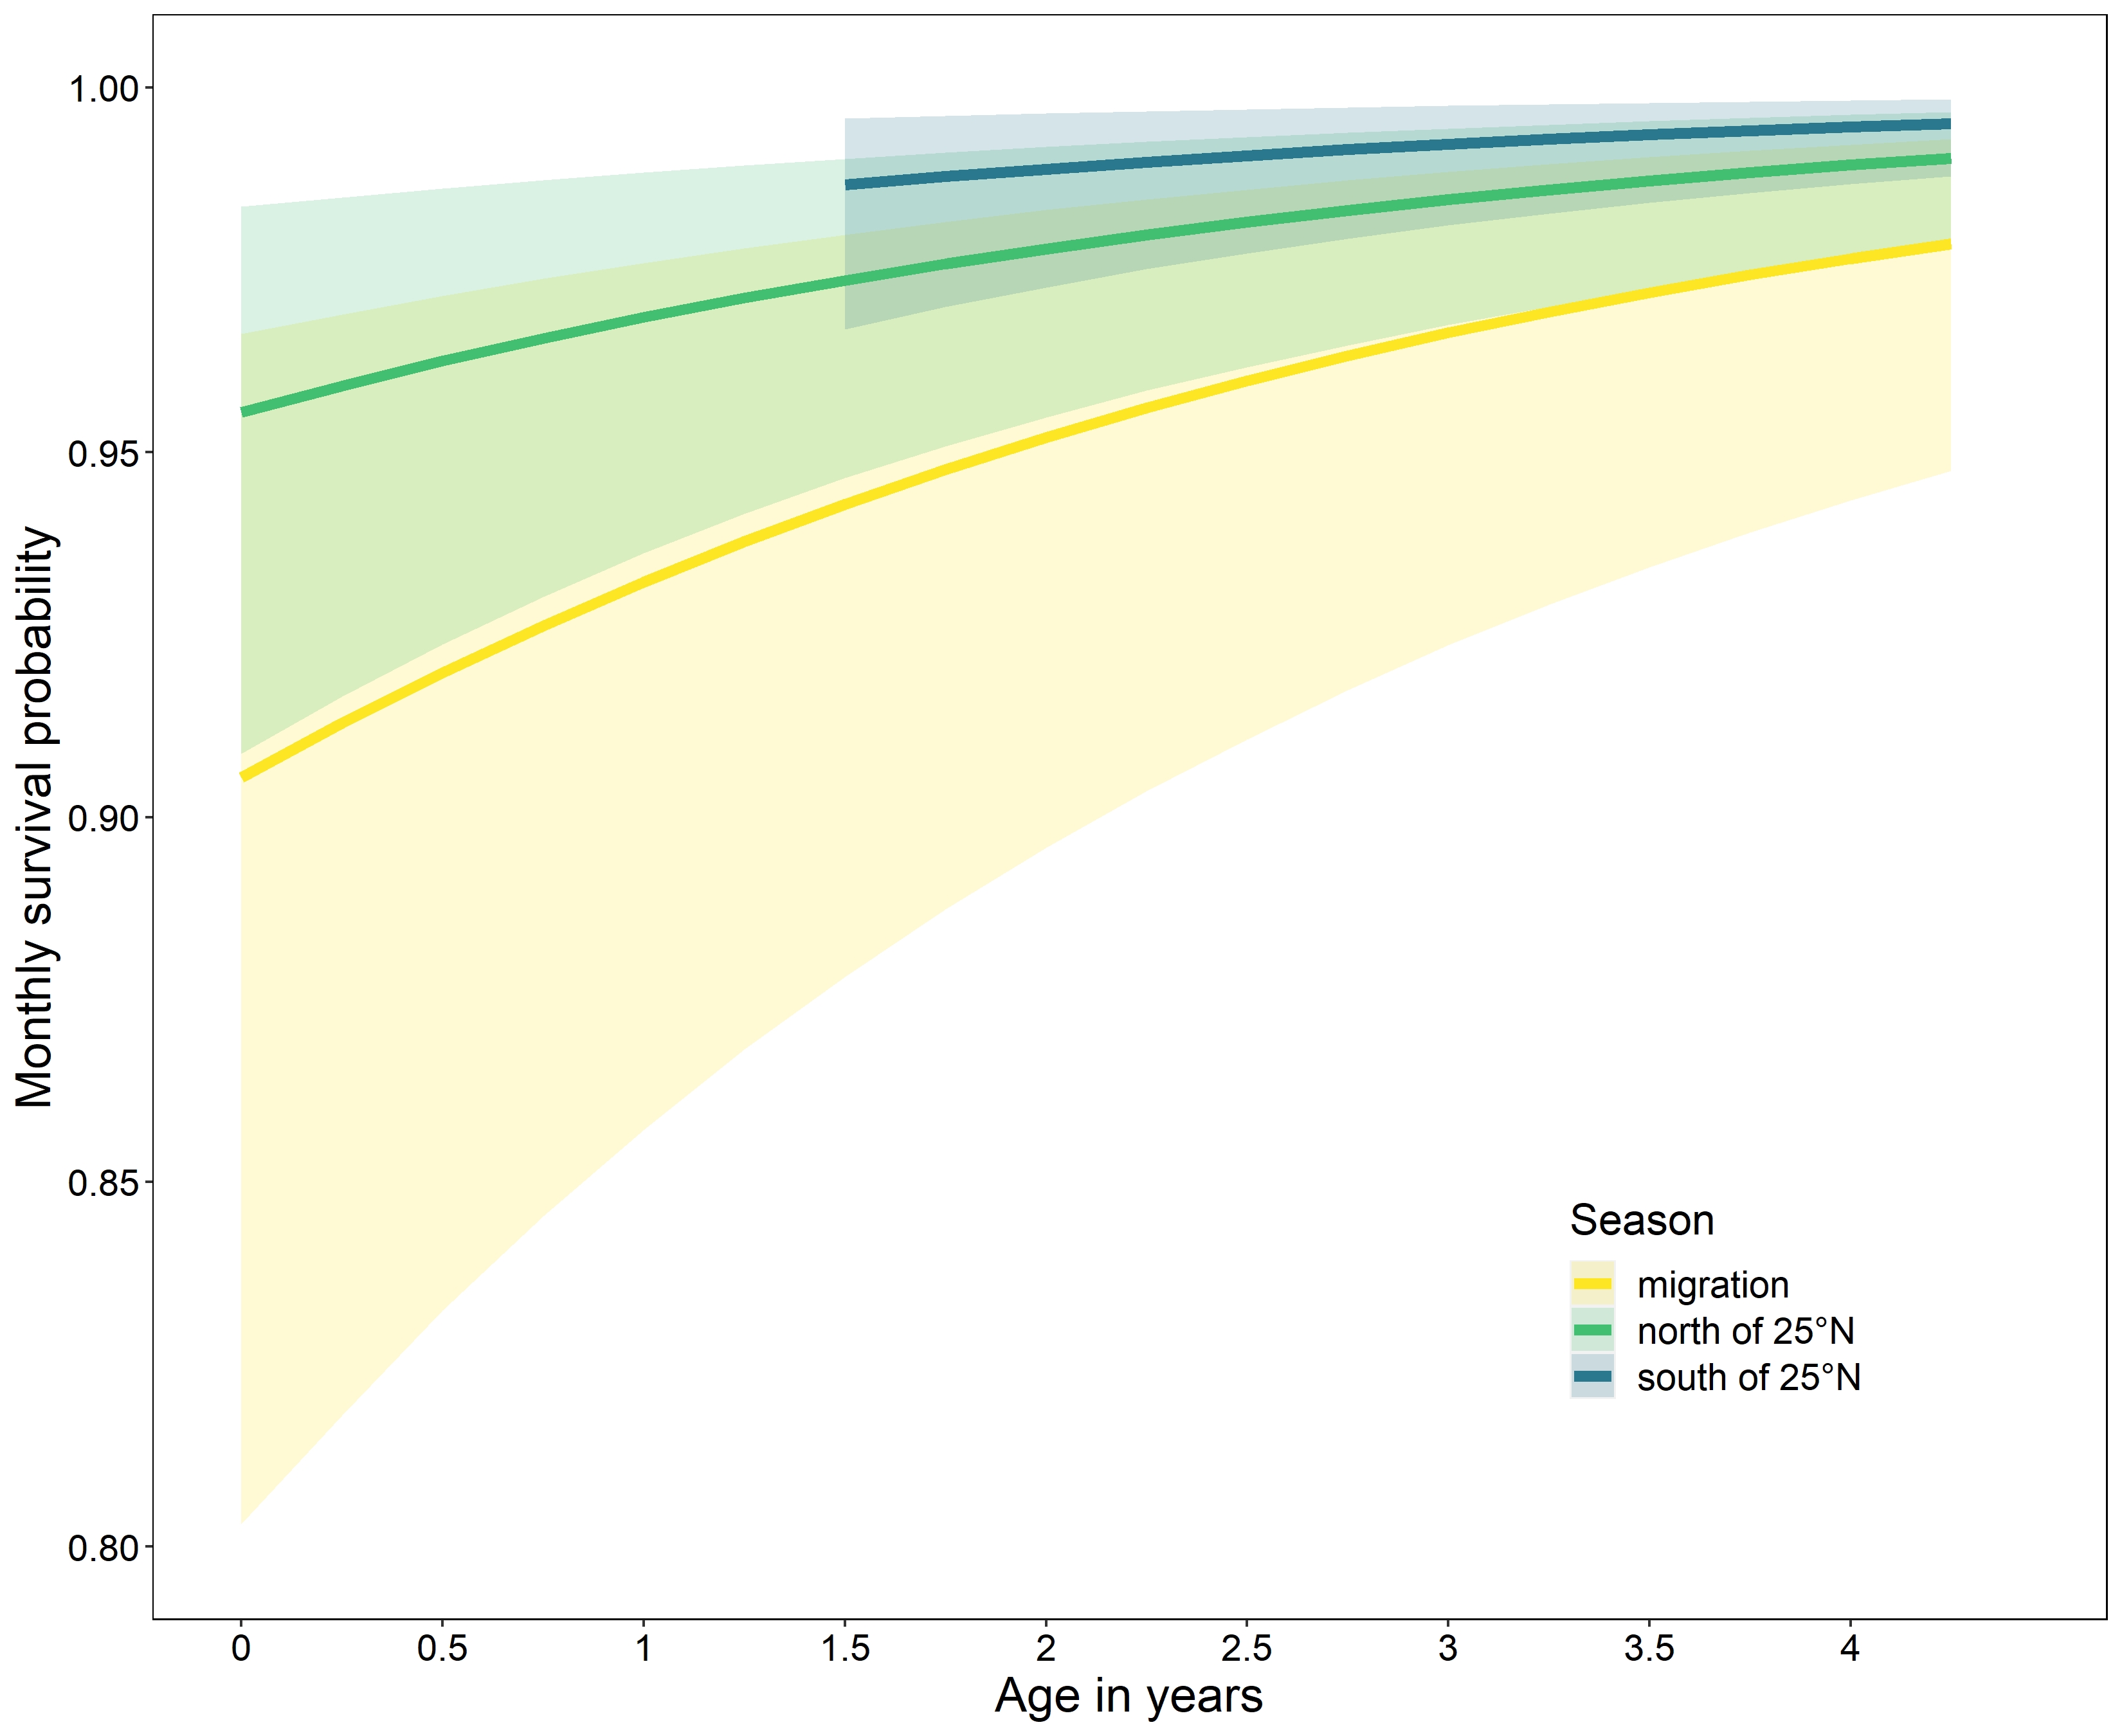 Monthly survival probability
1.00
0.95
0.90
0.85
0.80
Season
migration
north of 25°N
south of 25°N
0 0.5 1 1.5 2 2.5 3 3.5 4
Age in years